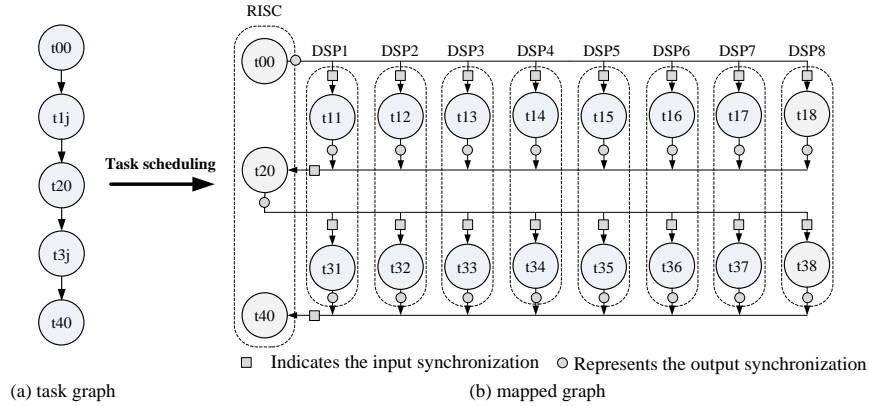 RISC
t00
t1j
t20
t3j
t40
Task scheduling
t00
DSP1 DSP2 DSP3 DSP4 DSP5 DSP6 DSP7 DSP8
t11 t12 t13 t14 t15 t16 t17 t18
t20
t31 t32 t33 t34 t35 t36 t37 t38
t40
Indicates the input synchronization
Represents the output synchronization
(a) task graph
(b) mapped graph